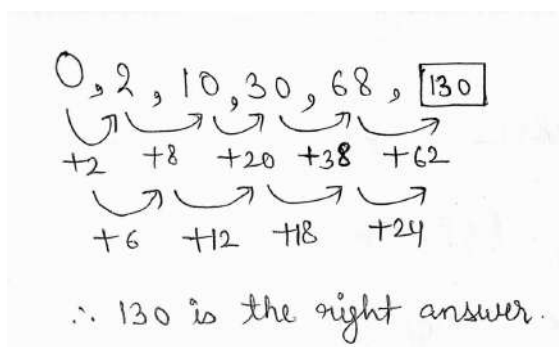 0, 2, 10, 30, 68, 130
+2 +8 +20 +38 +62
+6 +12 +18 +24
∴ 130 is the right answer.